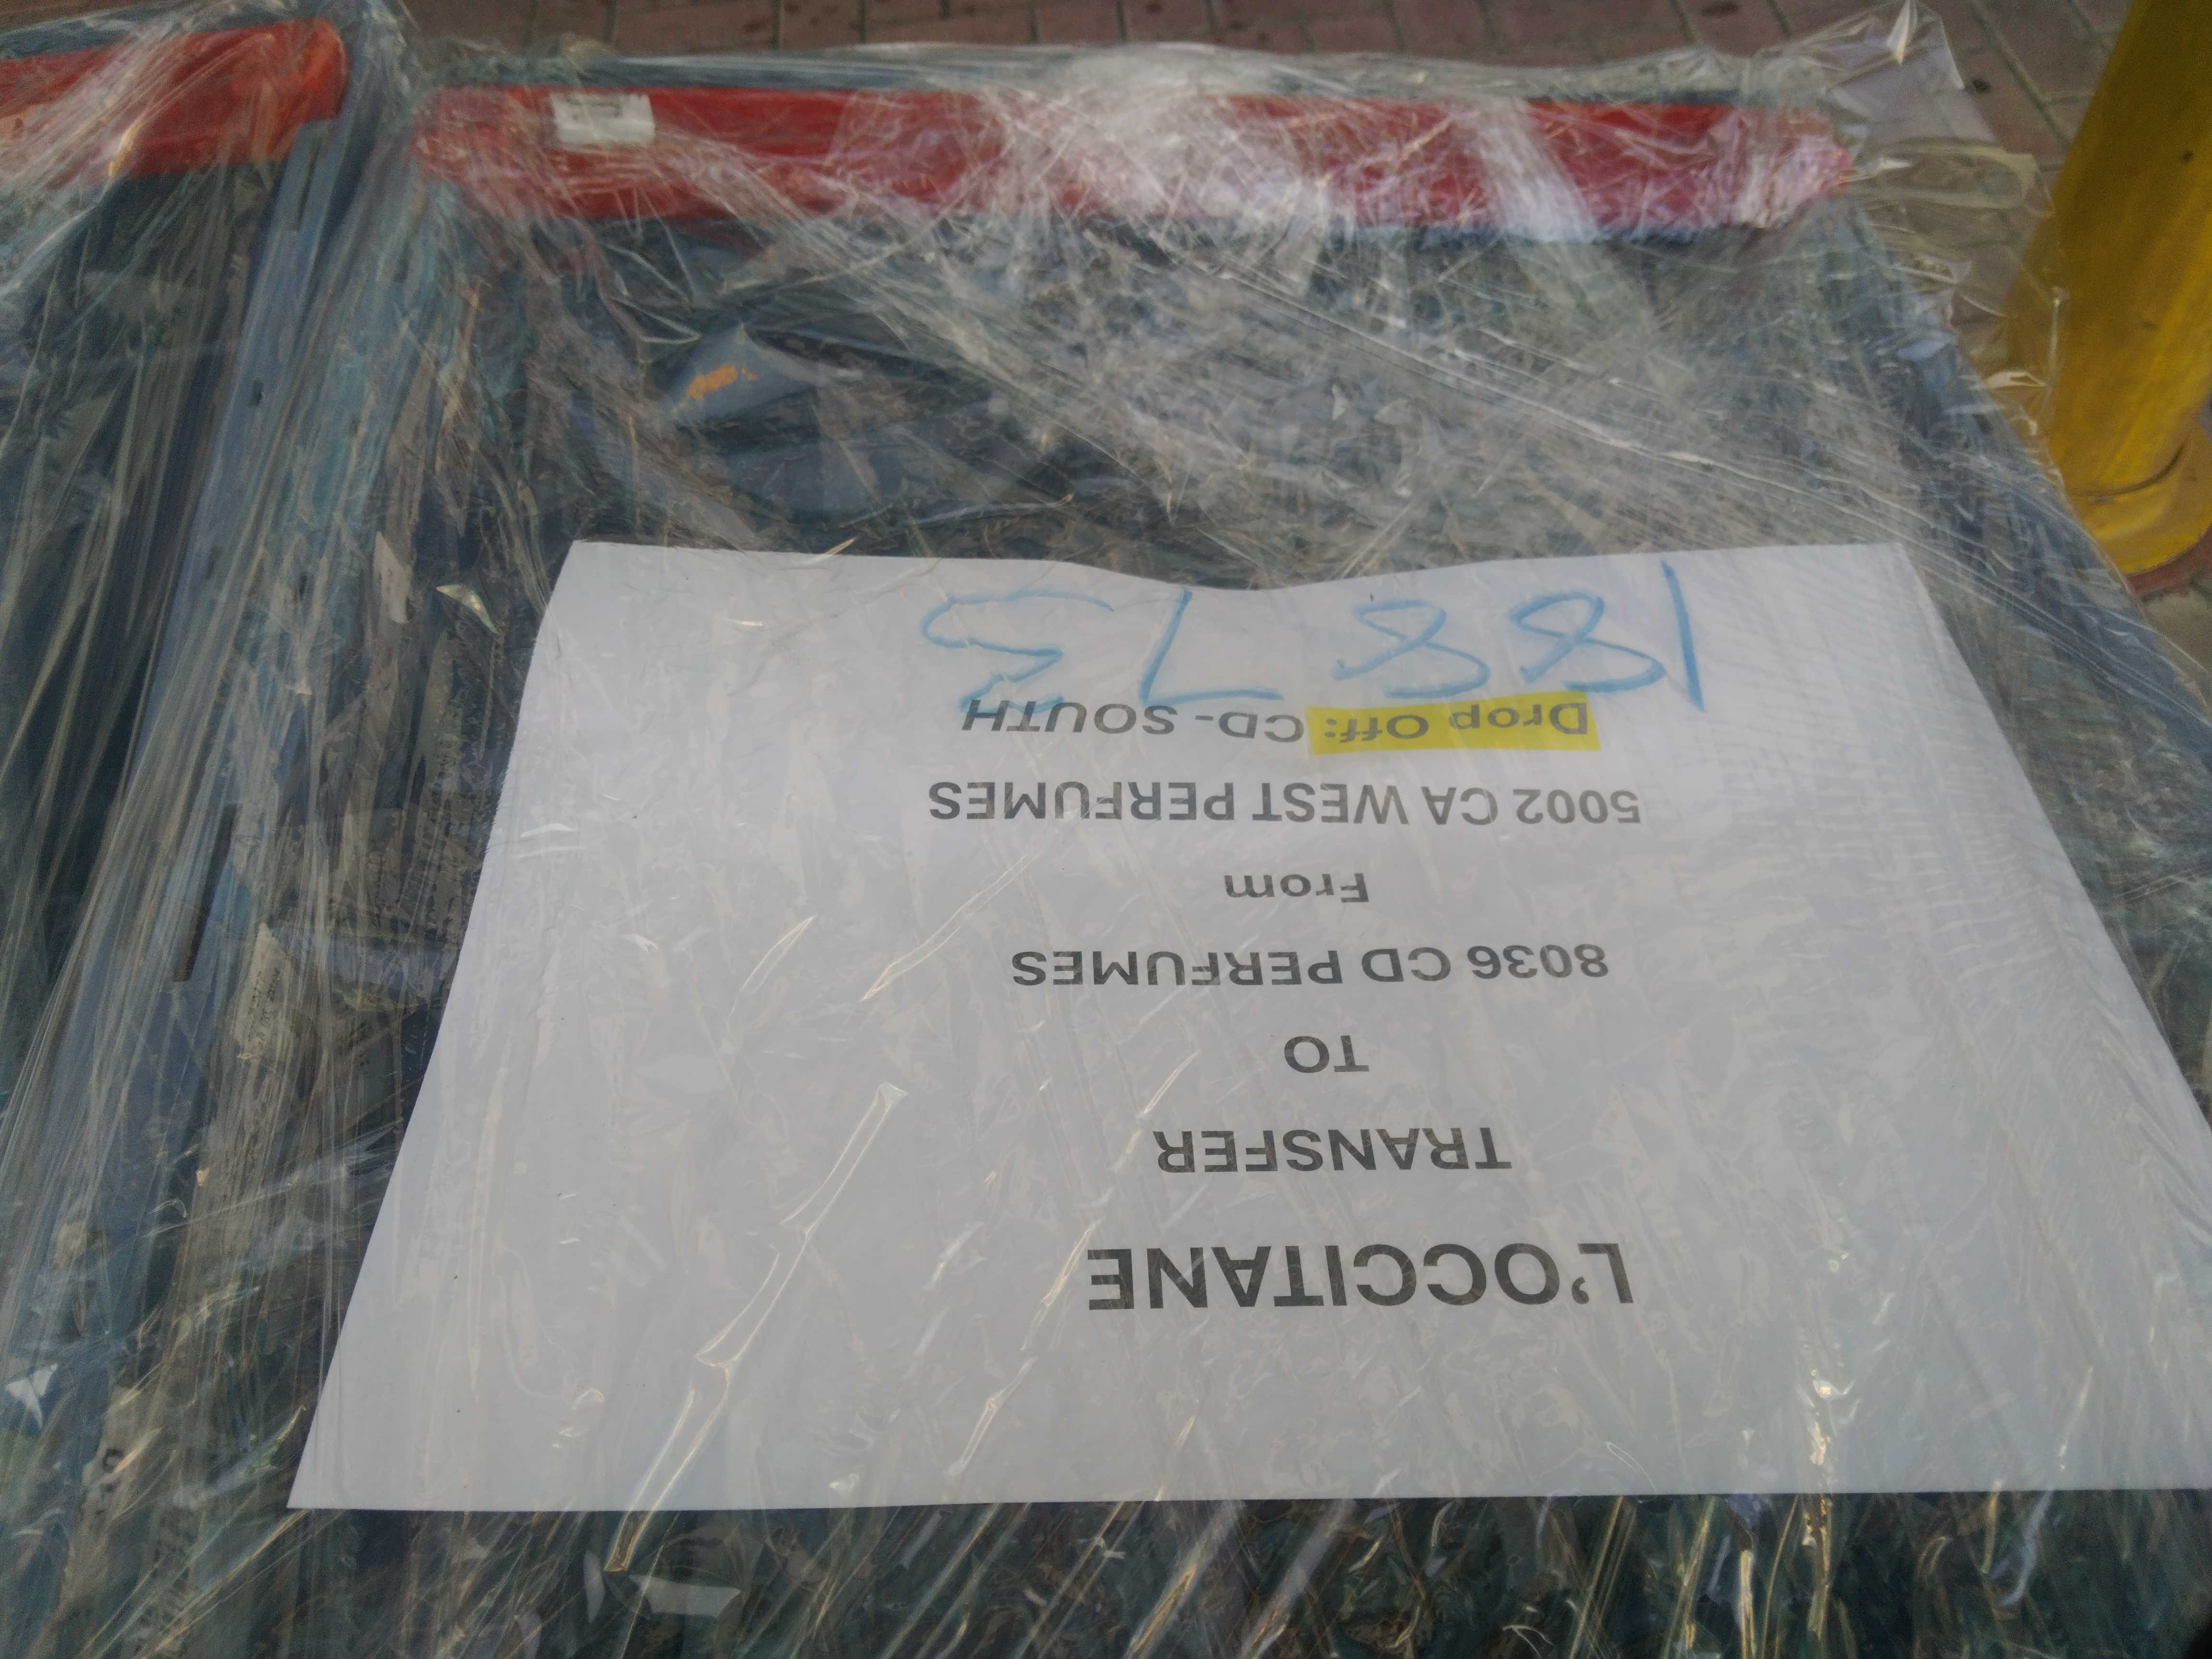 L'OCCITANE
TRANSFER
TO
8036 CD PERFUMES
From
5002 CA WEST PERFUMES
Drop Off: CD- SOUTH
18873